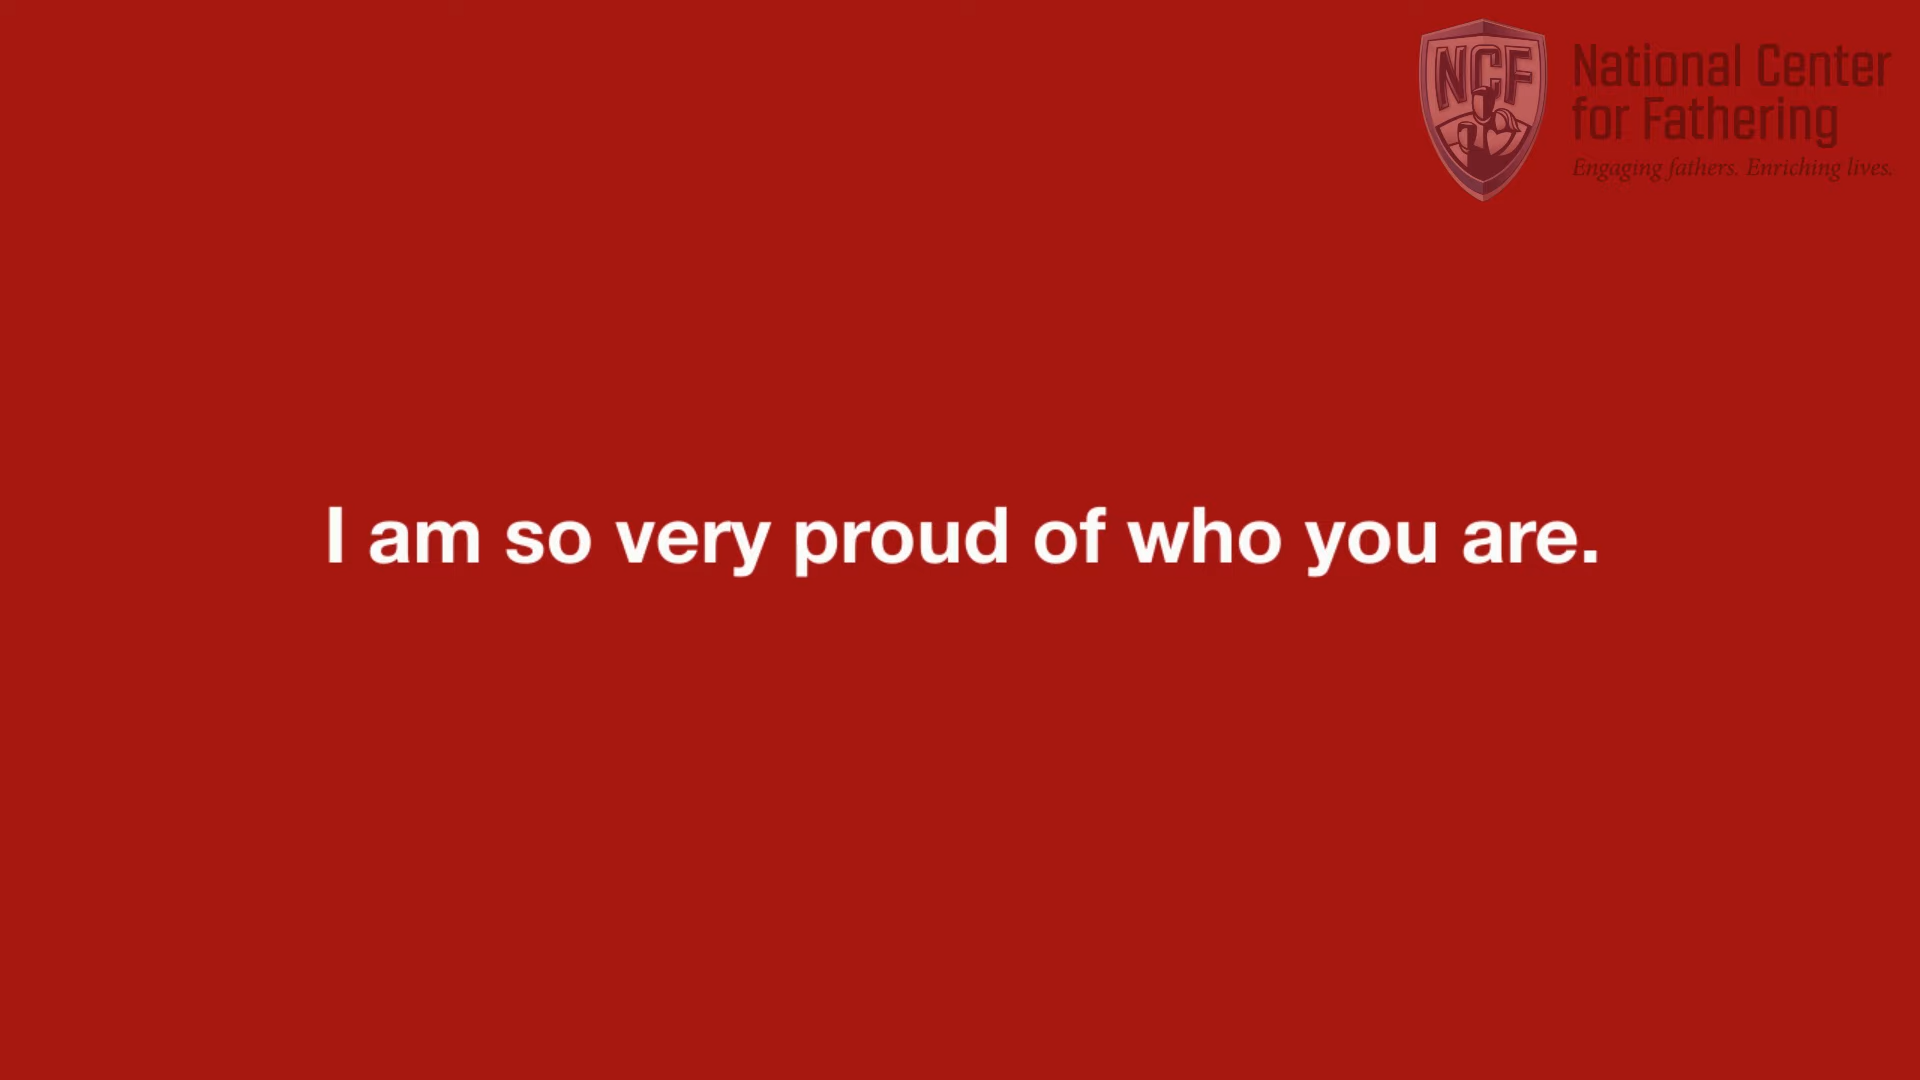 NCF
National Center
for Fathering
Engaging fathers. Enriching lives.
I am so very proud of who you are.